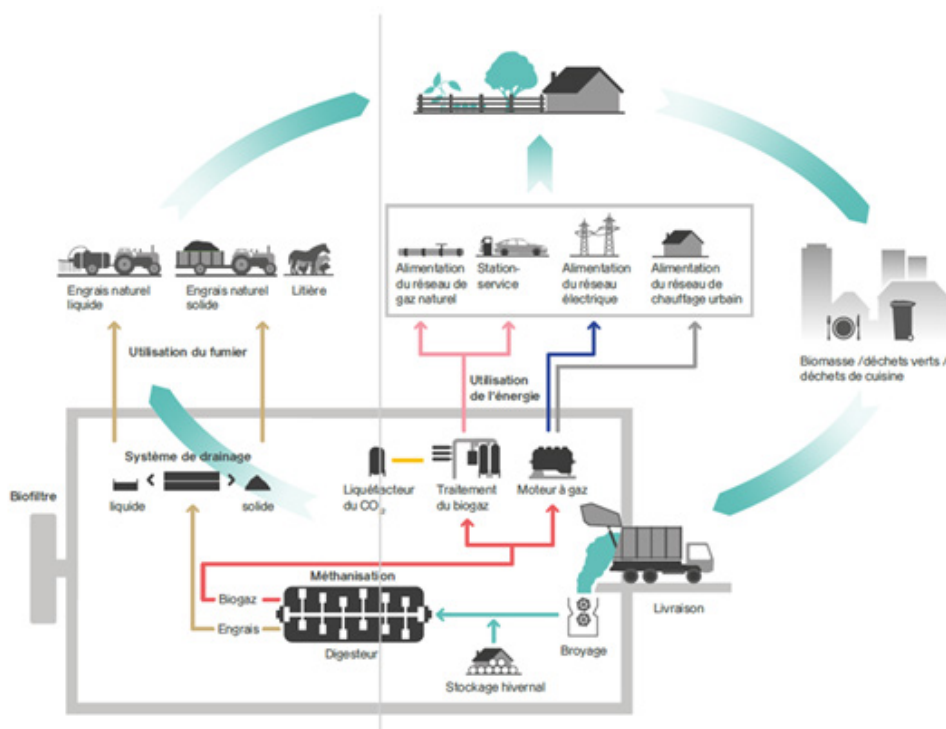 Engrais naturel
liquide
Engrais naturel
solide
Litière
Alimentation
du réseau de
gaz naturel
Station-
service
Alimentation
du réseau
électrique
Alimentation
du réseau de
chauffage urbain
Biomasse / déchets verts /
déchets de cuisine
Utilisation du fumier
Utilisation
de l'énergie
Système de drainage
liquide
solide
Liquéfacteur
du CO2
Traitement
du biogaz
Moteur à gaz
Biofiltre
Méthanisation
Biogaz
Engrais
Digesteur
Stockage hivernal
Broyage
Livraison